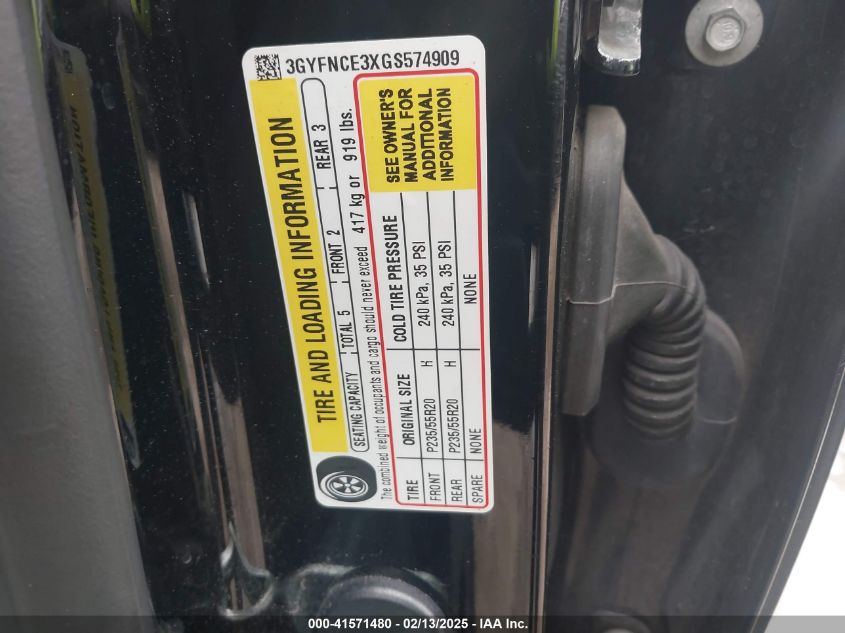 3GYFNCE3XGS574909
TIRE AND LOADING INFORMATION
SEATING CAPACITY TOTAL 5 FRONT 2 REAR 3
The combined weight of occupants and cargo should never exceed 417 kg or 919 lbs.
TIRE ORIGINAL SIZE COLD TIRE PRESSURE
FRONT P235/55R20 H 240 kPa, 35 PSI
REAR P235/55R20 H 240 kPa, 35 PSI
SPARE NONE NONE
SEE OWNER'S
MANUAL FOR
ADDITIONAL
INFORMATION
000-41571480 - 02/13/2025 - IAA Inc.